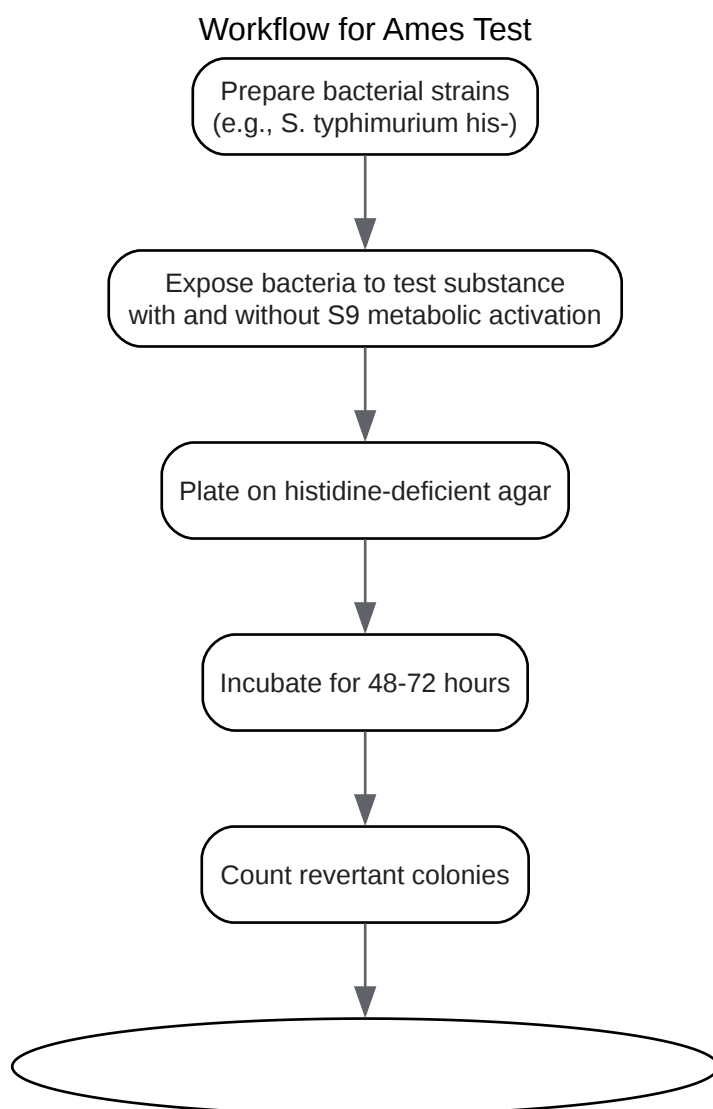 Workflow for Ames Test
Prepare bacterial strains
(e.g., S. typhimurium his-)
Expose bacteria to test substance
with and without S9 metabolic activation
Plate on histidine-deficient agar
Incubate for 48-72 hours
Count revertant colonies